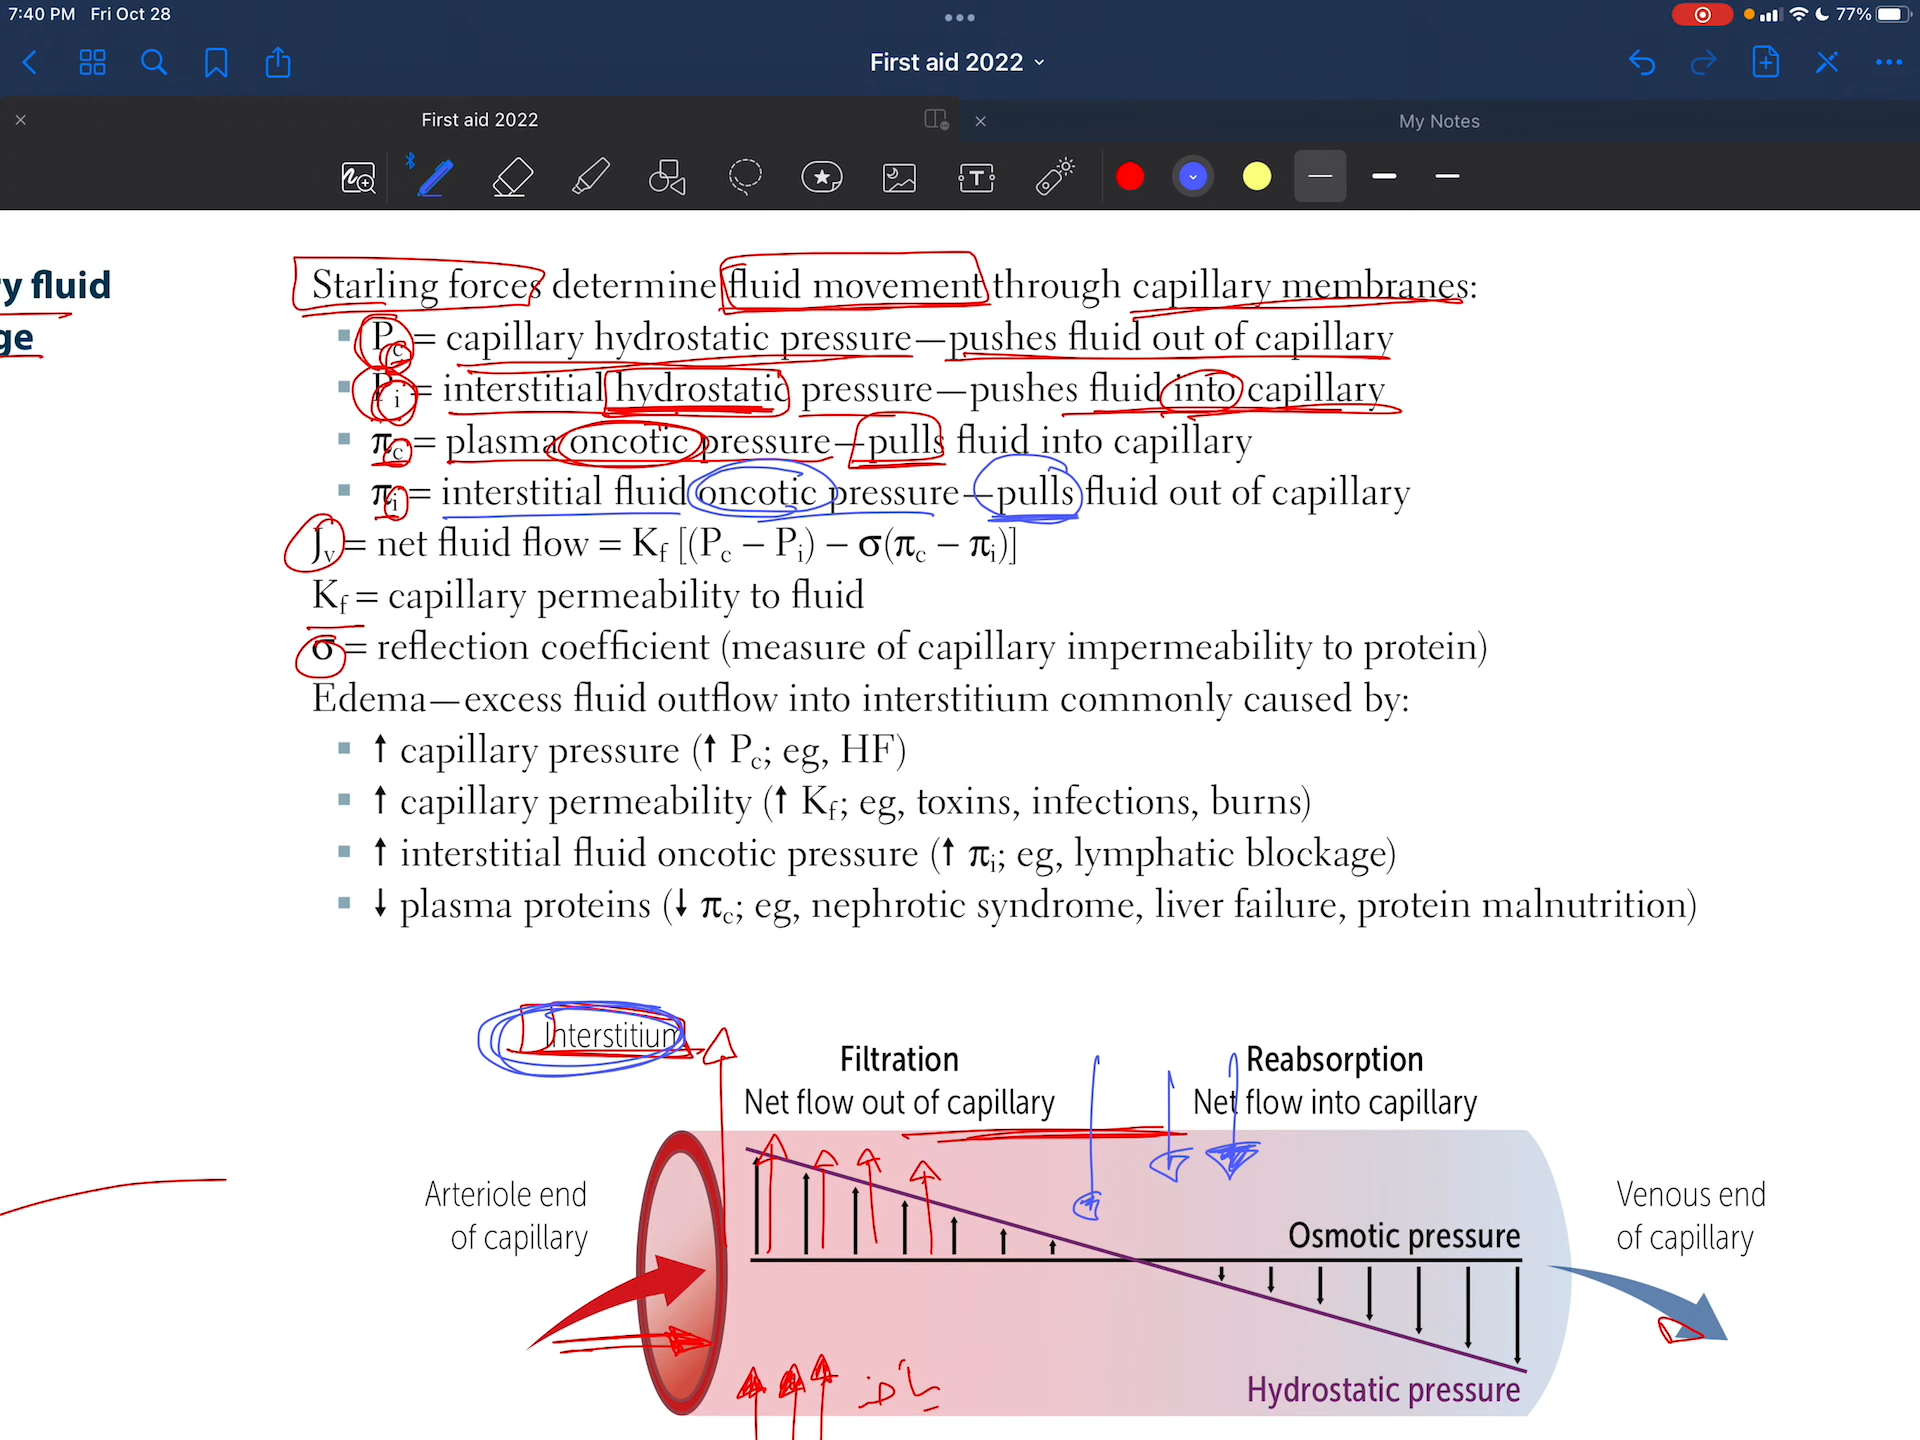 7:40 PM Fri Oct 28
77%
First aid 2022
First aid 2022
My Notes
y fluid
ge
Starling forces determine fluid movement through capillary membranes:
Pc = capillary hydrostatic pressure—pushes fluid out of capillary
Pi = interstitial hydrostatic pressure—pushes fluid into capillary
πc = plasma oncotic pressure—pulls fluid into capillary
πi = interstitial fluid oncotic pressure—pulls fluid out of capillary
Jv = net fluid flow = Kf [(Pc − Pi) − σ(πc − πi)]
Kf = capillary permeability to fluid
σ = reflection coefficient (measure of capillary impermeability to protein)
Edema—excess fluid outflow into interstitium commonly caused by:
↑ capillary pressure (↑ Pc; eg, HF)
↑ capillary permeability (↑ Kf; eg, toxins, infections, burns)
↑ interstitial fluid oncotic pressure (↑ πi; eg, lymphatic blockage)
↓ plasma proteins (↓ πc; eg, nephrotic syndrome, liver failure, protein malnutrition)
Interstitium
Filtration
Net flow out of capillary
Reabsorption
Net flow into capillary
Arteriole end
of capillary
Venous end
of capillary
Osmotic pressure
Hydrostatic pressure